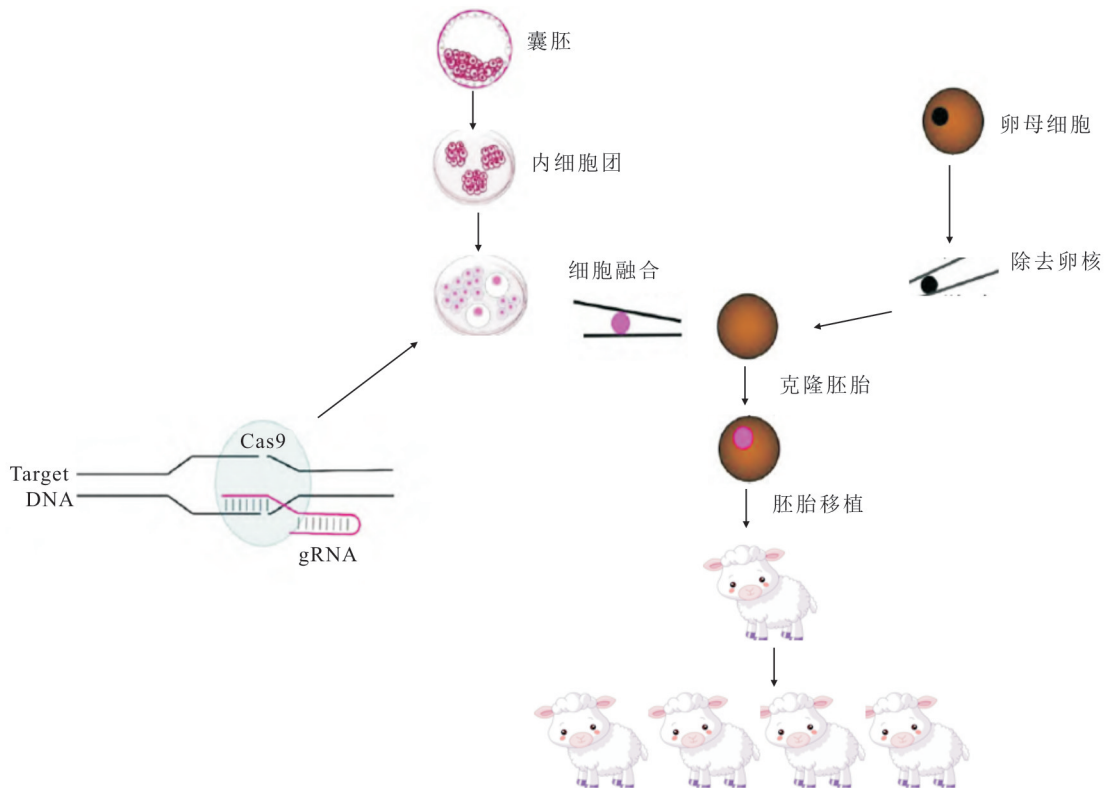 囊胚
卵母细胞
内细胞团
细胞融合
除去卵核
克隆胚胎
Cas9
Target
DNA
胚胎移植
gRNA